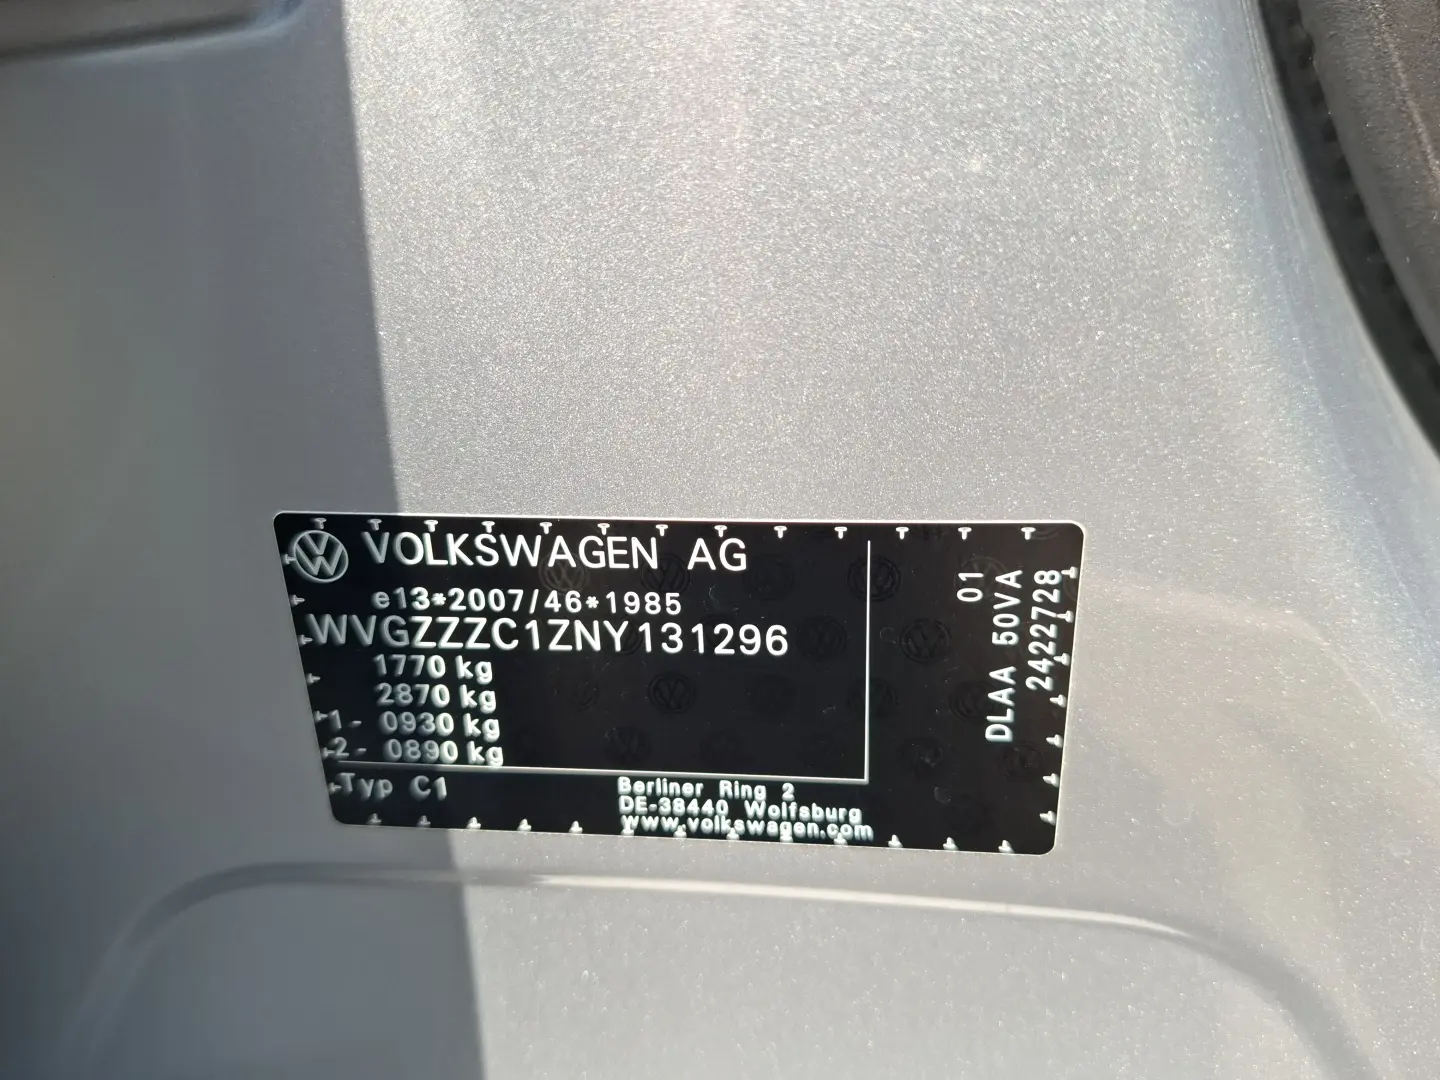 VOLKSWAGEN AG
e13*2007/46*1985
WVGZZZC1ZNY131296
1770 kg
2870 kg
1- 0930 kg
2- 0890 kg
Typ C1
Berliner Ring 2
DE-38440 Wolfsburg
www.volkswagen.com
01
DLAA 50VA
2422728